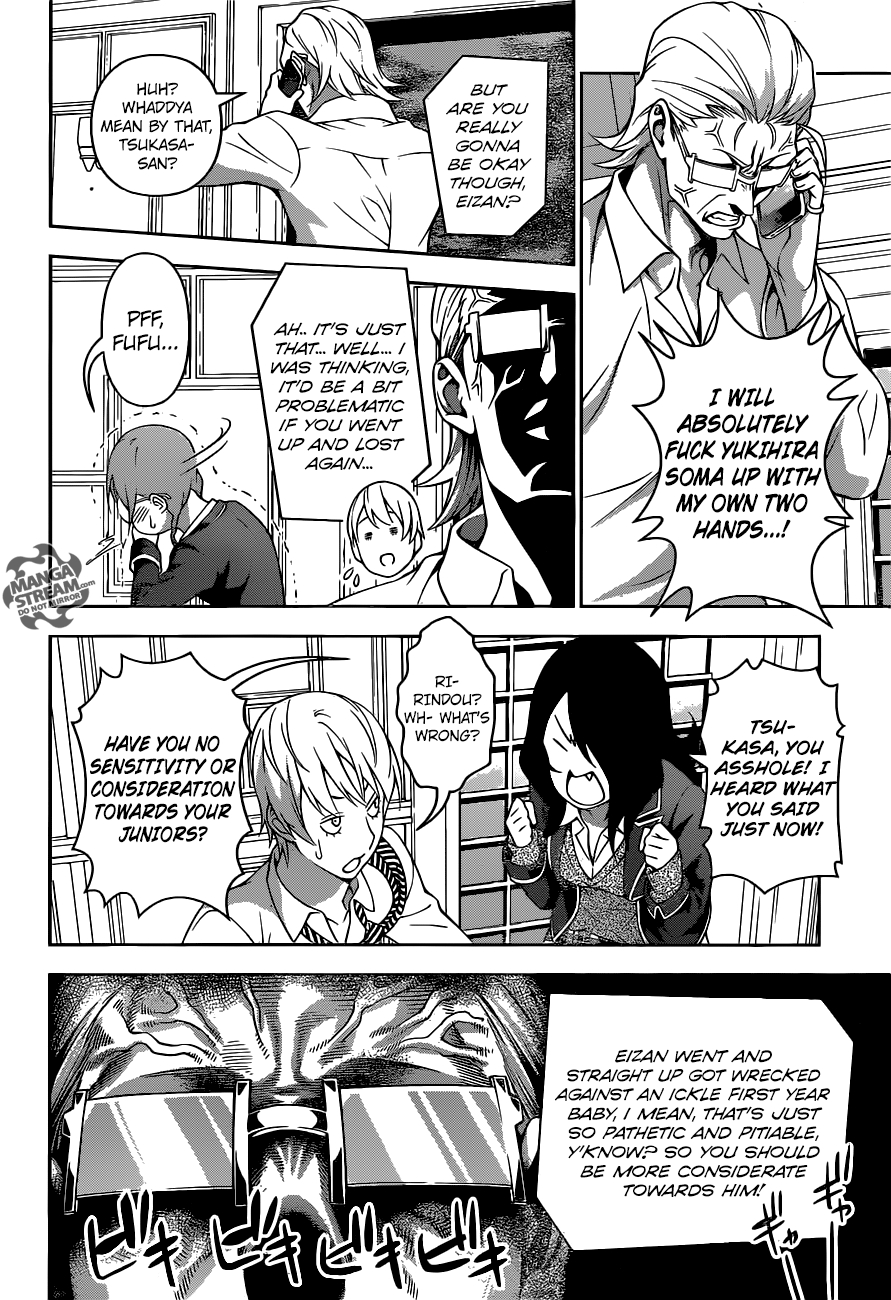 I WILL
ABSOLUTELY
FUCK YUKIHIRA
SOMA UP WITH
MY OWN TWO
HANDS...!
BUT
ARE YOU
REALLY
GONNA
BE OKAY
THOUGH,
EIZAN?
HUH?
WHADDYA
MEAN BY THAT,
TSUKASA-
SAN?
AH.. IT'S JUST
THAT... WELL... I
WAS THINKING,
IT'D BE A BIT
PROBLEMATIC
IF YOU WENT
UP AND LOST
AGAIN...
PFF,
FUFU...
MANGA
STREAM.com
DO NOT MIRROR!
TSU-
KASA, YOU
ASSHOLE! I
HEARD WHAT
YOU SAID
JUST NOW!
RI-
RINDOU?
WH- WHAT'S
WRONG?
HAVE YOU NO
SENSITIVITY OR
CONSIDERATION
TOWARDS YOUR
JUNIORS?
EIZAN WENT AND
STRAIGHT UP GOT WRECKED
AGAINST AN ICKLE FIRST YEAR
BABY, I MEAN, THAT'S JUST
SO PATHETIC AND PITIABLE,
Y'KNOW? SO YOU SHOULD
BE MORE CONSIDERATE
TOWARDS HIM!
ギャ
ギャ
ビキ
ビキ
ビキ